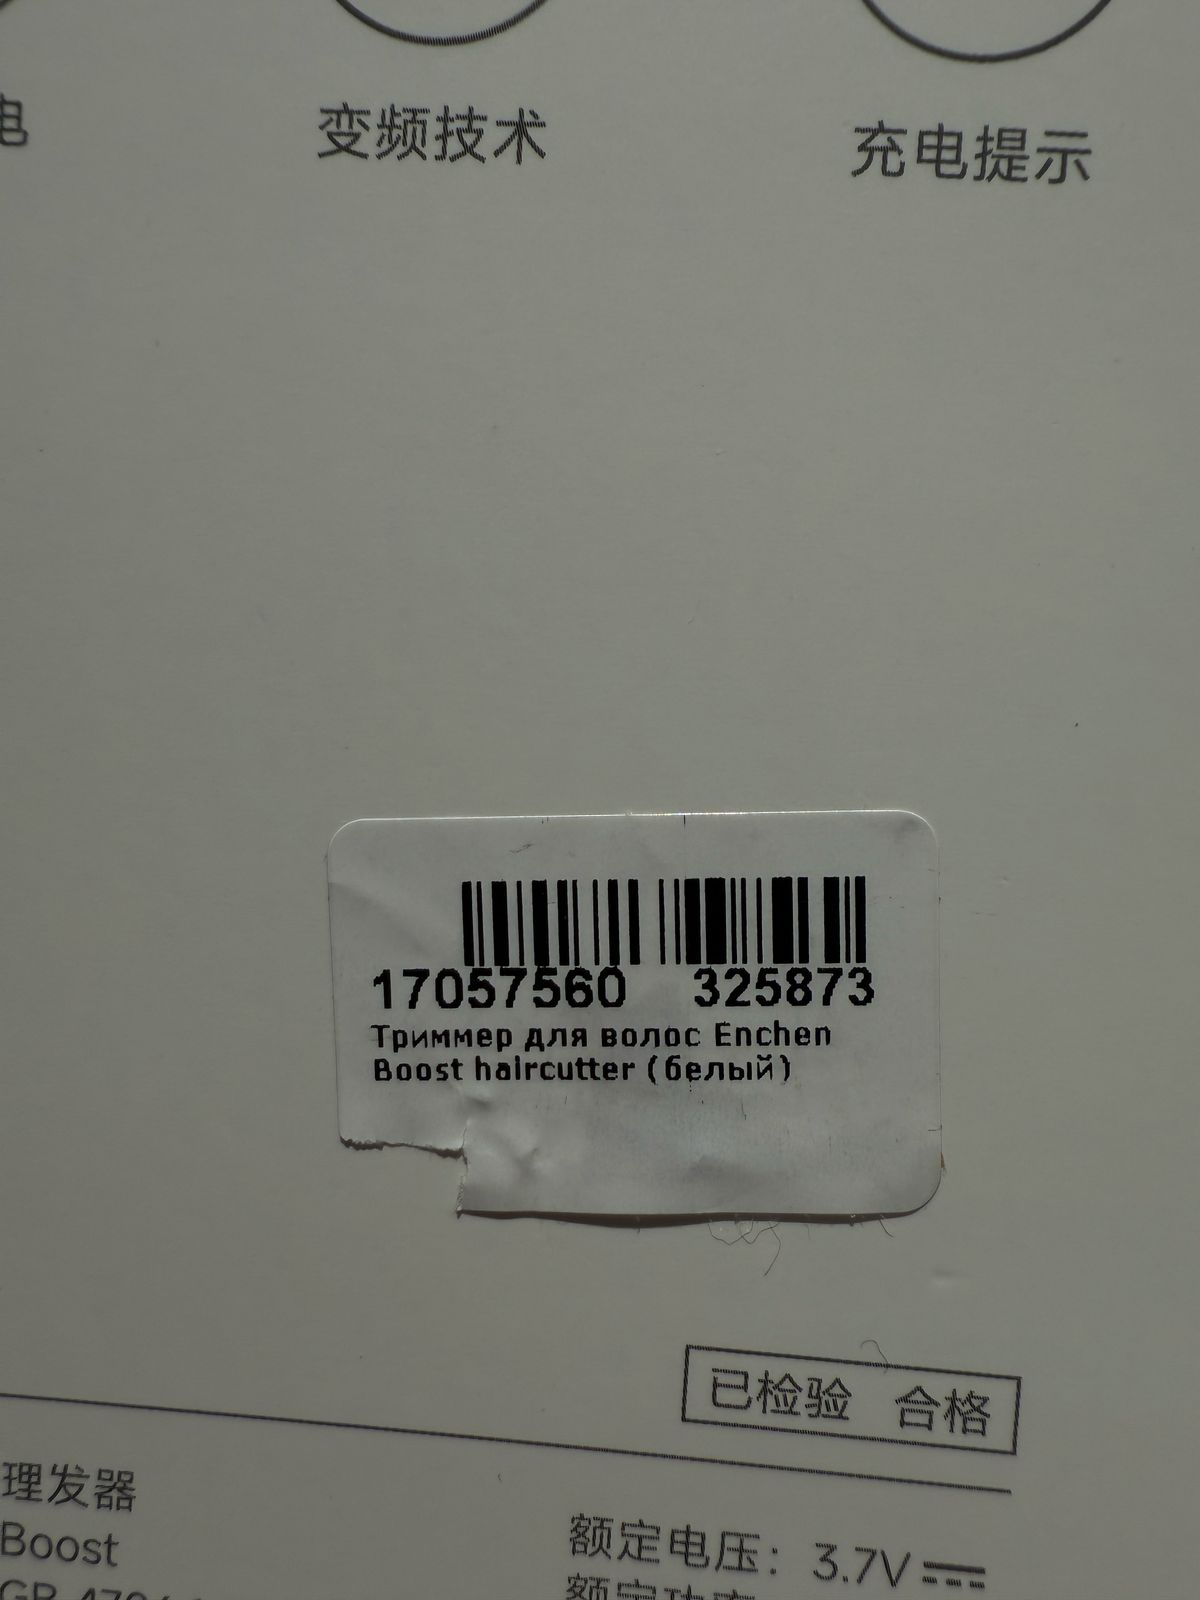 电
变频技术
充电提示
17057560 325873
Триммер для волос Enchen
Boost haircutter (белый)
已检验 合格
理发器
Boost
额定电压：3.7V